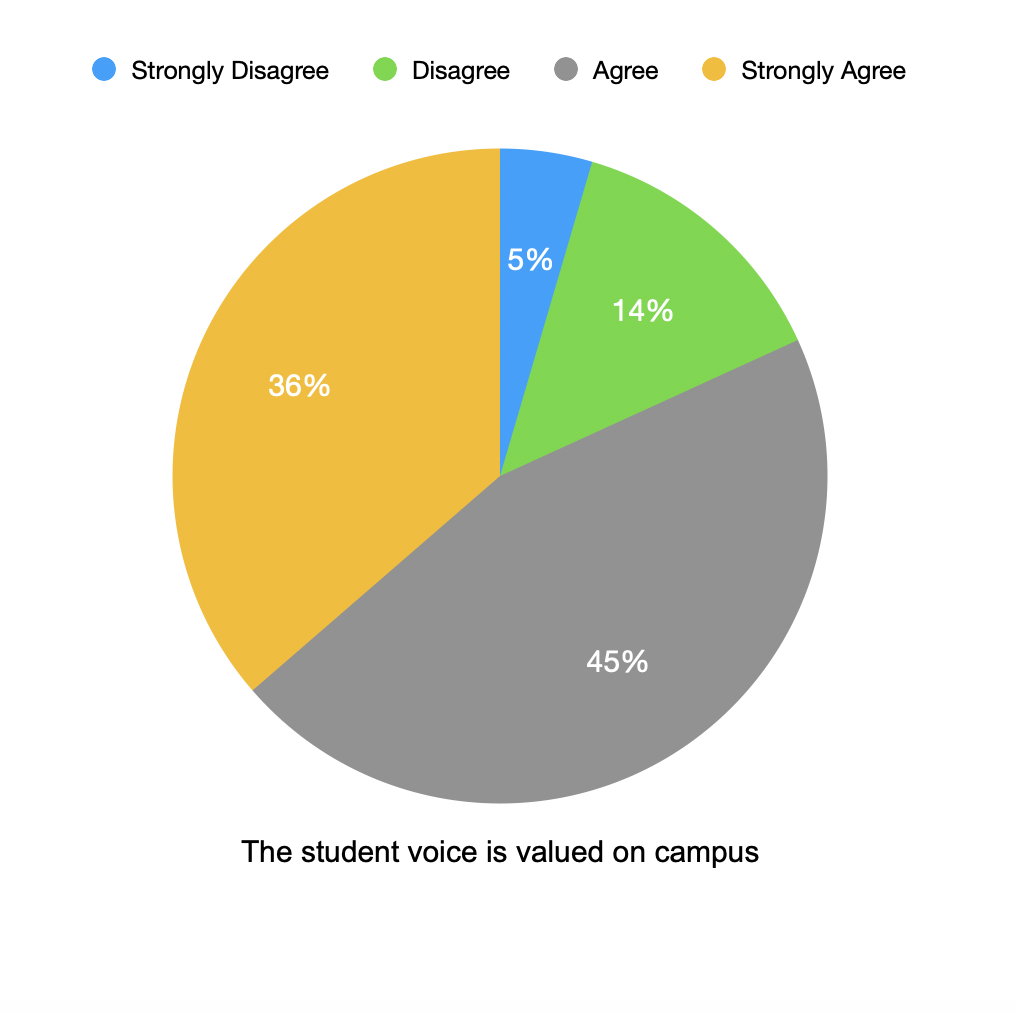 Strongly Disagree Disagree Agree Strongly Agree
5%
14%
36%
45%
The student voice is valued on campus